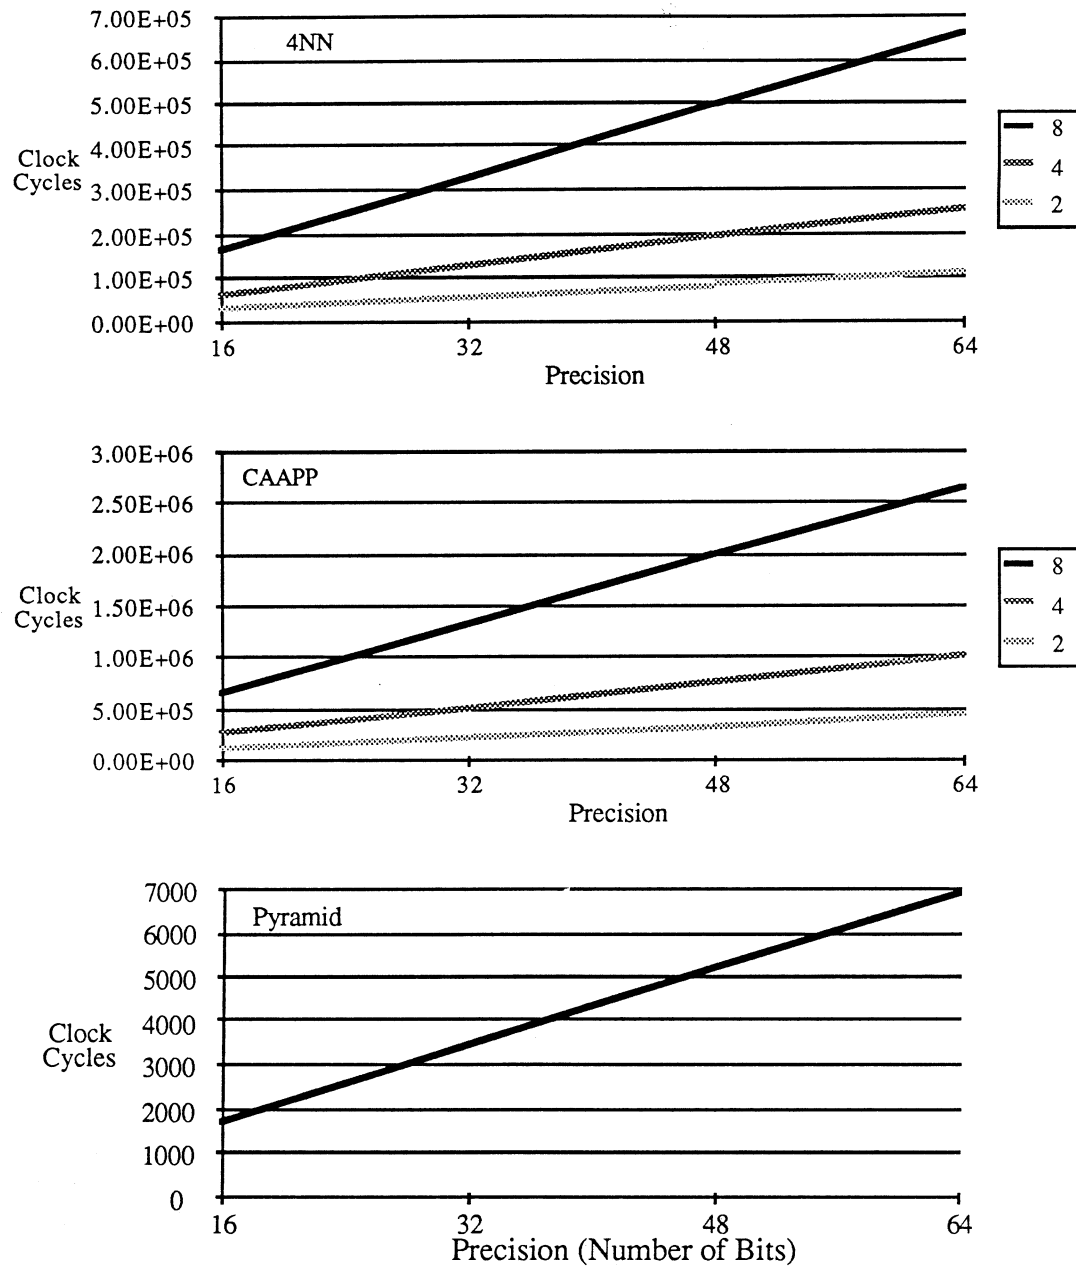 7.00E+05
4NN
6.00E+05
5.00E+05
4.00E+05
Clock
Cycles
3.00E+05
2.00E+05
1.00E+05
0.00E+00
16 32 48 64
Precision
8
4
2
3.00E+06
CAAPP
2.50E+06
2.00E+06
Clock
Cycles
1.50E+06
1.00E+06
5.00E+05
0.00E+00
16 32 48 64
Precision
8
4
2
7000
Pyramid
6000
5000
4000
Clock
Cycles
3000
2000
1000
0
16 32 48 64
Precision (Number of Bits)